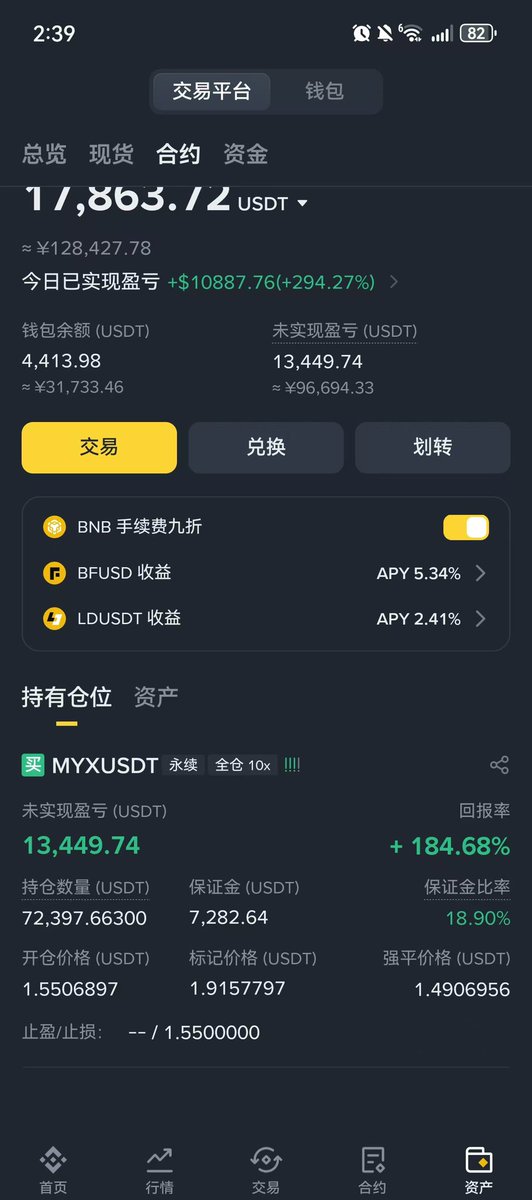 2:39
6
82
交易平台 钱包
总览 现货 合约 资金
17,863.72 USDT
≈ ¥128,427.78
今日已实现盈亏 +$10887.76(+294.27%)
钱包余额 (USDT) 未实现盈亏 (USDT)
4,413.98 13,449.74
≈ ¥31,733.46 ≈ ¥96,694.33
交易 兑换 划转
BNB 手续费九折
BFUSD 收益 APY 5.34%
LDUSDT 收益 APY 2.41%
持有仓位 资产
买 MYXUSDT 永续 全仓 10x !!!!
未实现盈亏 (USDT) 回报率
13,449.74 + 184.68%
持仓数量 (USDT) 保证金 (USDT) 保证金比率
72,397.66300 7,282.64 18.90%
开仓价格 (USDT) 标记价格 (USDT) 强平价格 (USDT)
1.5506897 1.9157797 1.4906956
止盈/止损: -- / 1.5500000
首页 行情 交易 合约 资产